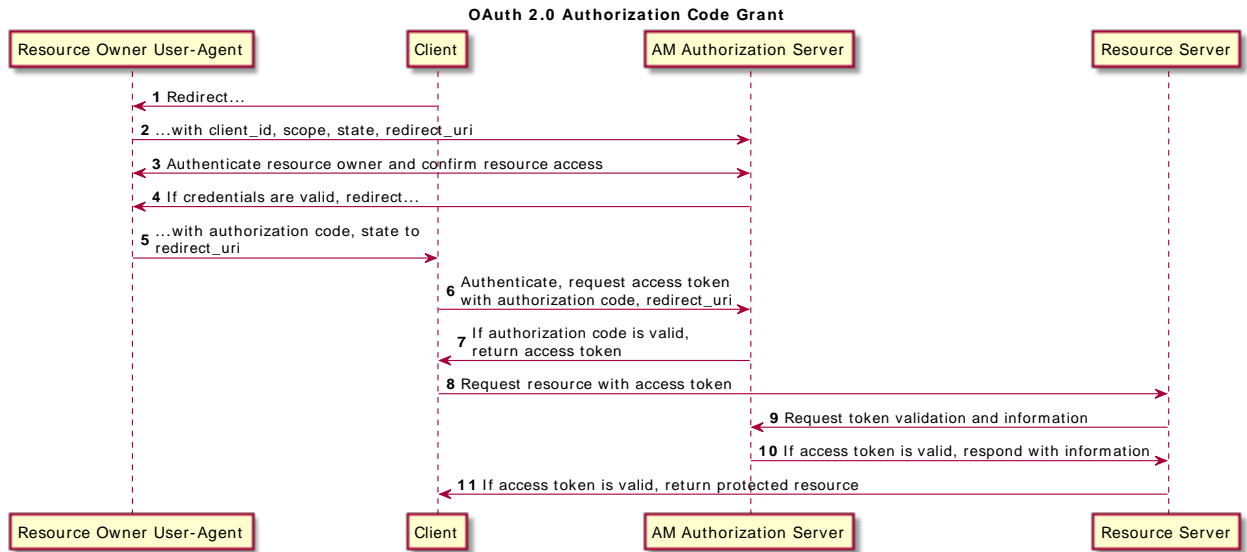 OAuth 2.0 Authorization Code Grant
Resource Owner User-Agent
Client
AM Authorization Server
Resource Server
1 Redirect...
2 ...with client_id, scope, state, redirect_uri
3 Authenticate resource owner and confirm resource access
4 If credentials are valid, redirect...
5 ...with authorization code, state to
redirect_uri
6 Authenticate, request access token
with authorization code, redirect_uri
7 If authorization code is valid,
return access token
8 Request resource with access token
9 Request token validation and information
10 If access token is valid, respond with information
11 If access token is valid, return protected resource
Resource Owner User-Agent
Client
AM Authorization Server
Resource Server